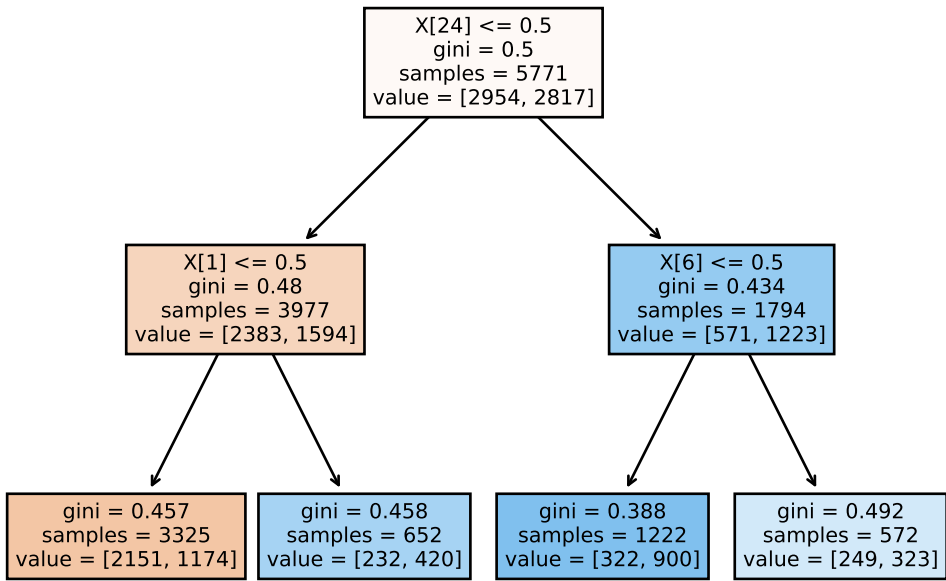 X[24] <= 0.5
gini = 0.5
samples = 5771
value = [2954, 2817]
X[1] <= 0.5
gini = 0.48
samples = 3977
value = [2383, 1594]
X[6] <= 0.5
gini = 0.434
samples = 1794
value = [571, 1223]
gini = 0.457
samples = 3325
value = [2151, 1174]
gini = 0.458
samples = 652
value = [232, 420]
gini = 0.388
samples = 1222
value = [322, 900]
gini = 0.492
samples = 572
value = [249, 323]